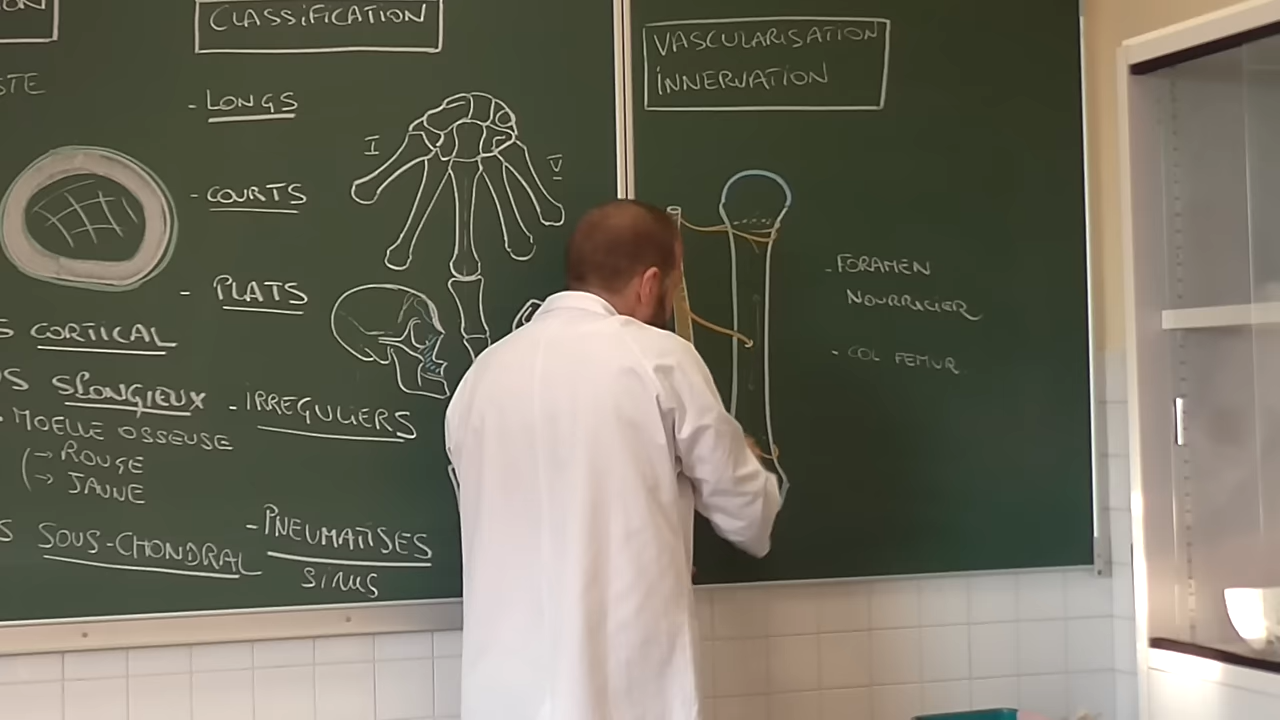 STE
S CORTICAL
S SPONGIEUX
MOELLE OSSEUSE
→ ROUGE
→ JAUNE
S SOUS-CHONDRAL
CLASSIFICATION
- LONGS
- COURTS
- PLATS
- IRREGULIERS
- PNEUMATISES
SINUS
I
V
VASCULARISATION
INNERVATION
- FORAMEN
NOURRICIER
- COL FEMUR